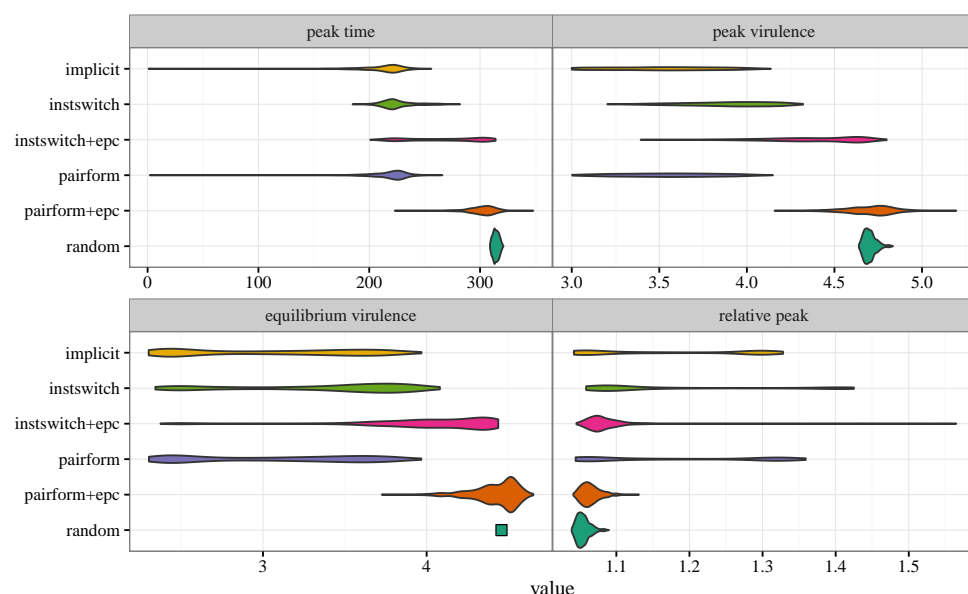 peak time
peak virulence
implicit
instswitch
instswitch+epc
pairform
pairform+epc
random
0 100 200 300
3.0 3.5 4.0 4.5 5.0
equilibrium virulence
relative peak
implicit
instswitch
instswitch+epc
pairform
pairform+epc
random
3 4
1.1 1.2 1.3 1.4 1.5
value